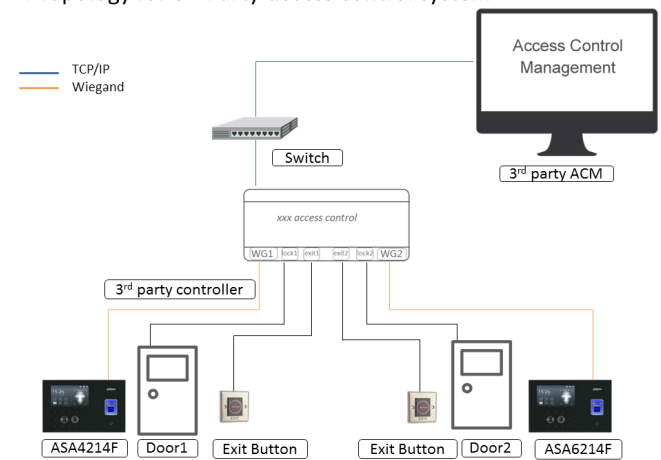 Access Control
Management
TCP/IP
Wiegand
Switch
3rd party ACM
xxx access control
WG1 lock1 exit1 exit2 lock2 WG2
3rd party controller
ASA4214F Door1 Exit Button Exit Button Door2 ASA6214F